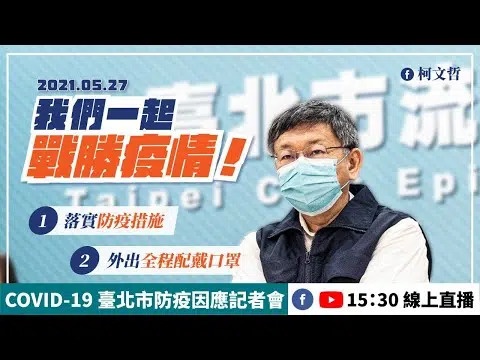 柯文哲
2021.05.27
我們一起
戰勝疫情！
臺北市流
Taipei C Epi
1 落實防疫措施
2 外出全程配戴口罩
COVID-19 臺北市防疫因應記者會 15:30 線上直播